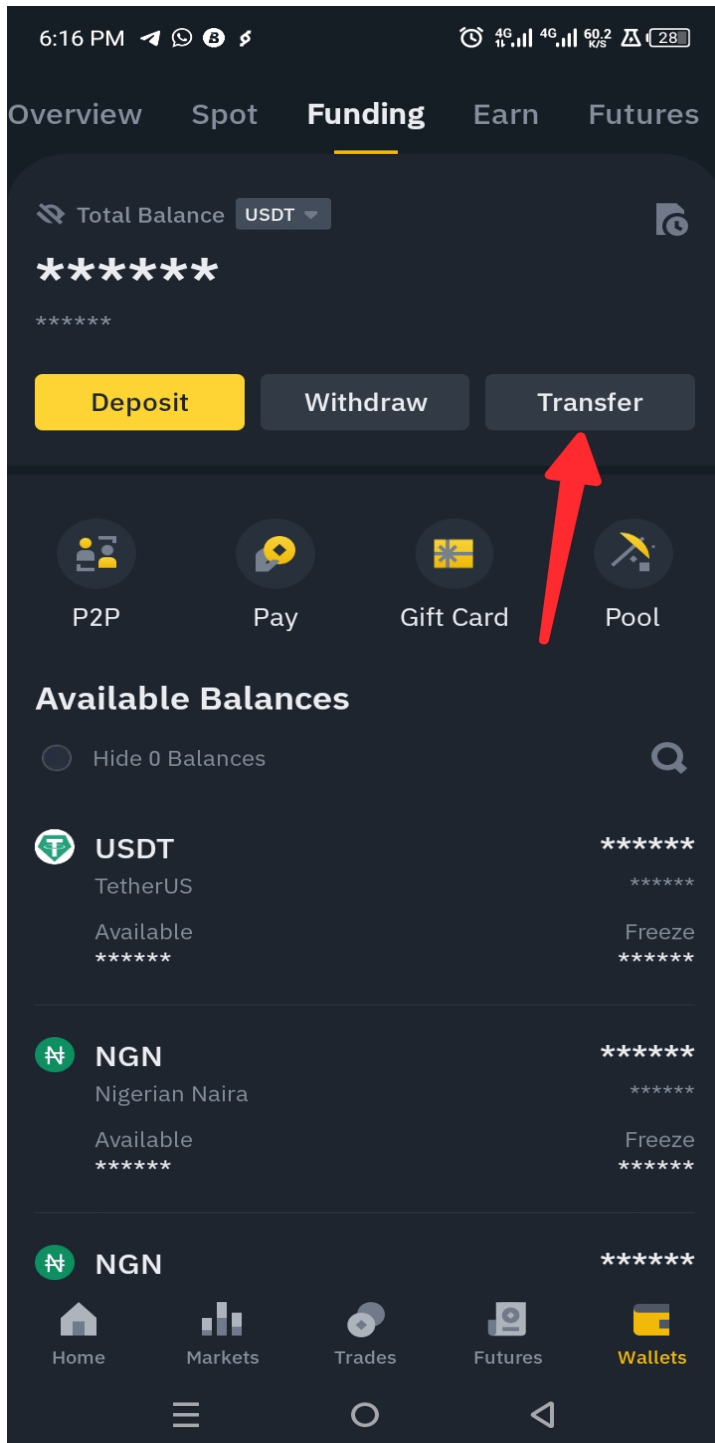 6:16 PM 4G 4G 60.2 K/S 28
Overview Spot Funding Earn Futures
Total Balance USDT
******
******
Deposit Withdraw Transfer
P2P Pay Gift Card Pool
Available Balances
Hide 0 Balances
USDT ******
TetherUS ******
Available Freeze
****** ******
NGN ******
Nigerian Naira ******
Available Freeze
****** ******
NGN ******
Home Markets Trades Futures Wallets